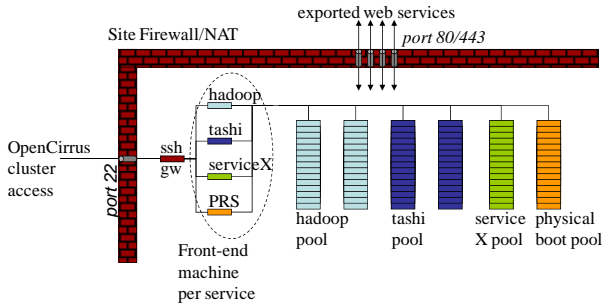 exported web services
Site Firewall/NAT
port 80/443
hadoop
tashi
serviceX
PRS
OpenCirrus
cluster
access
port 22
ssh
gw
Front-end
machine
per service
hadoop
pool
tashi
pool
service
X pool
physical
boot pool